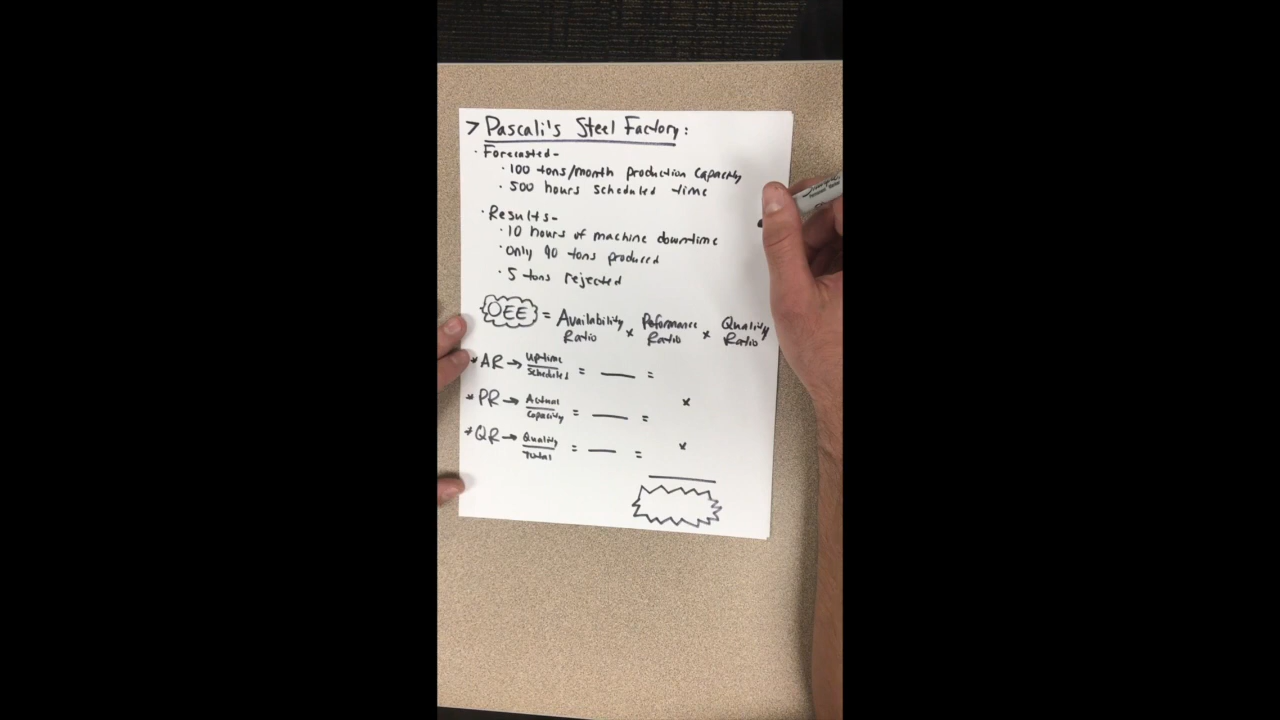 > Pascali's Steel Factory:
· Forecasted-
· 100 tons/month production capacity
· 500 hours scheduled time
· Results-
· 10 hours of machine downtime
· Only 90 tons produced
· 5 tons rejected
OEE = Availability Ratio x Peformance Ratio x Quality Ratio
* AR → Uptime / Scheduled = ___ =
x
* PR → Actual / Capacity = ___ =
x
* QR → Quality / Total = ___ =